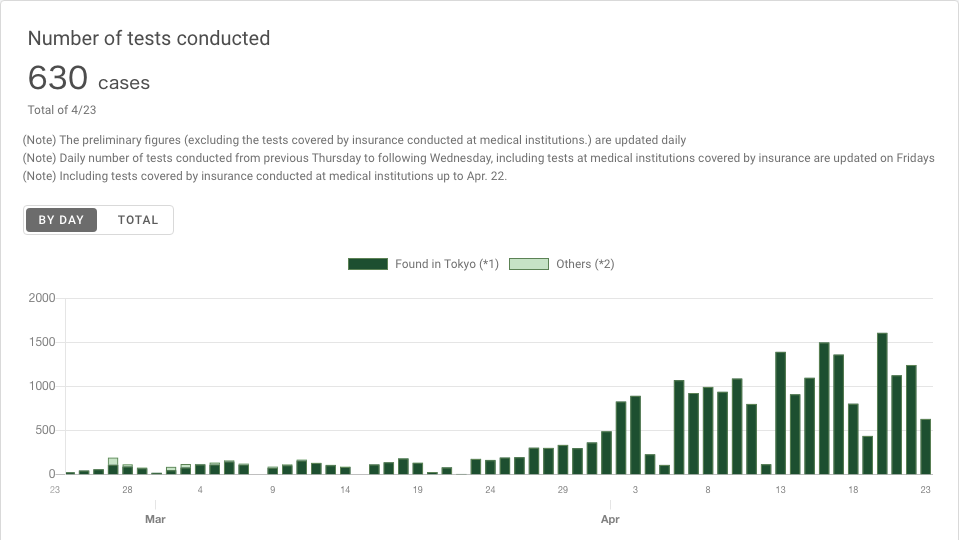 Number of tests conducted
630 cases
Total of 4/23
(Note) The preliminary figures (excluding the tests covered by insurance conducted at medical institutions.) are updated daily
(Note) Daily number of tests conducted from previous Thursday to following Wednesday, including tests at medical institutions covered by insurance are updated on Fridays
(Note) Including tests covered by insurance conducted at medical institutions up to Apr. 22.
BY DAY TOTAL
Found in Tokyo (*1) Others (*2)
2000
1500
1000
500
0
23 28 4 9 14 19 24 29 3 8 13 18 23
Mar Apr